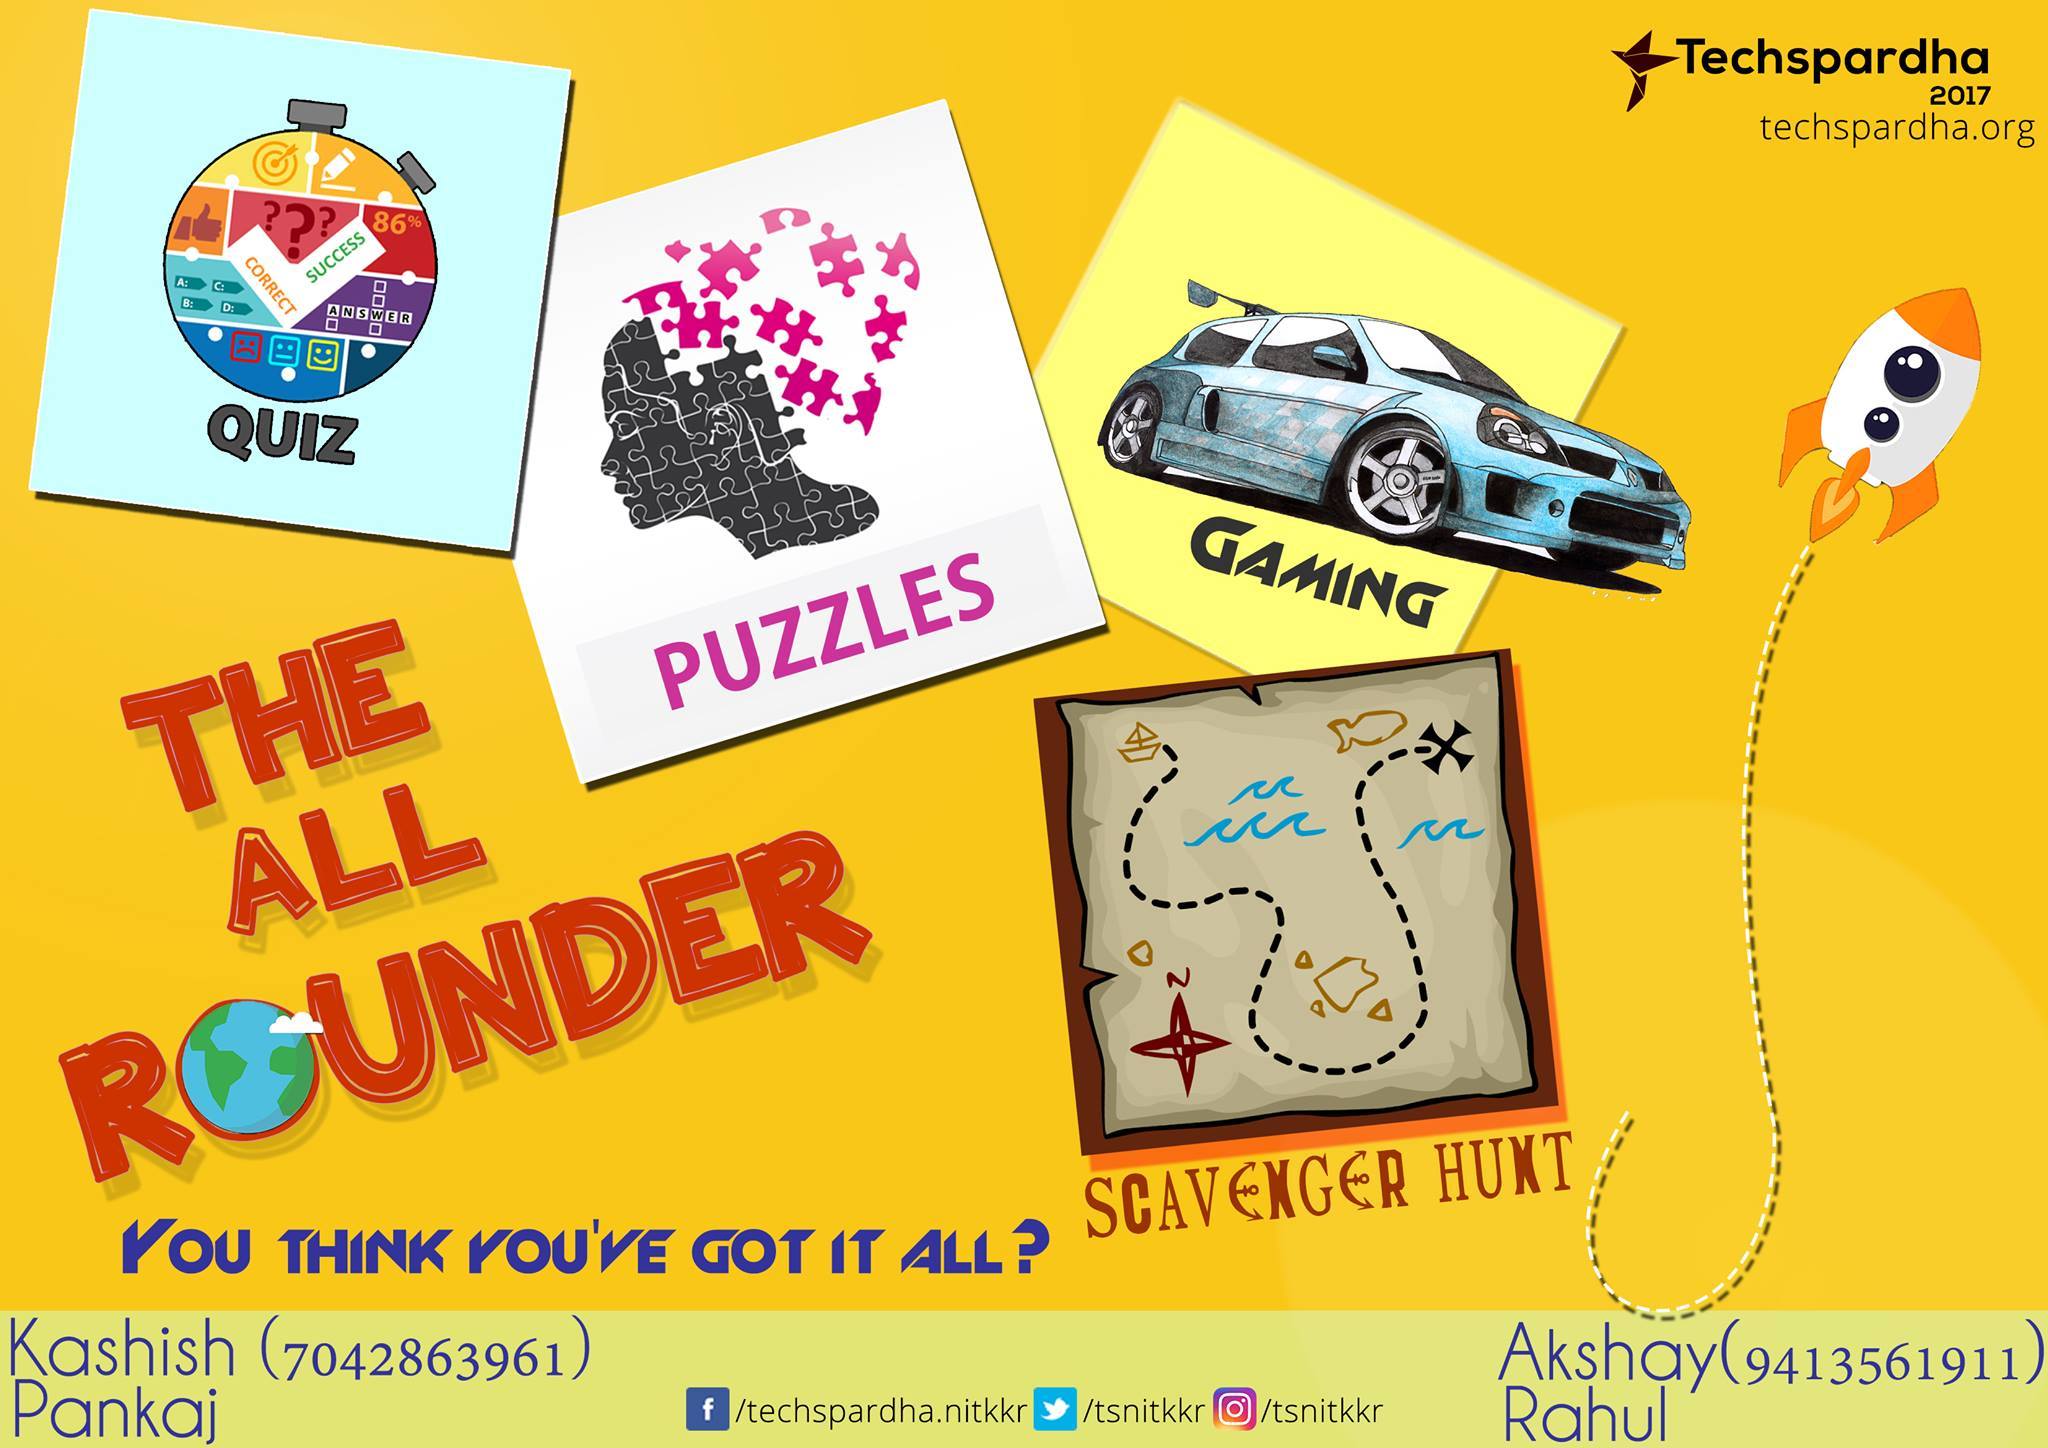 Techspardha
2017
techspardha.org
???
86%
CORRECT
SUCCESS
A:
C:
B:
D:
ANSWER
QUIZ
PUZZLES
GAMING
THE
ALL
ROUNDER
N
SCAVENGER HUNT
YOU THINK YOU'VE GOT IT ALL?
Kashish (7042863961)
Pankaj
/techspardha.nitkkr
/tsnitkkr
/tsnitkkr
Akshay(9413561911)
Rahul